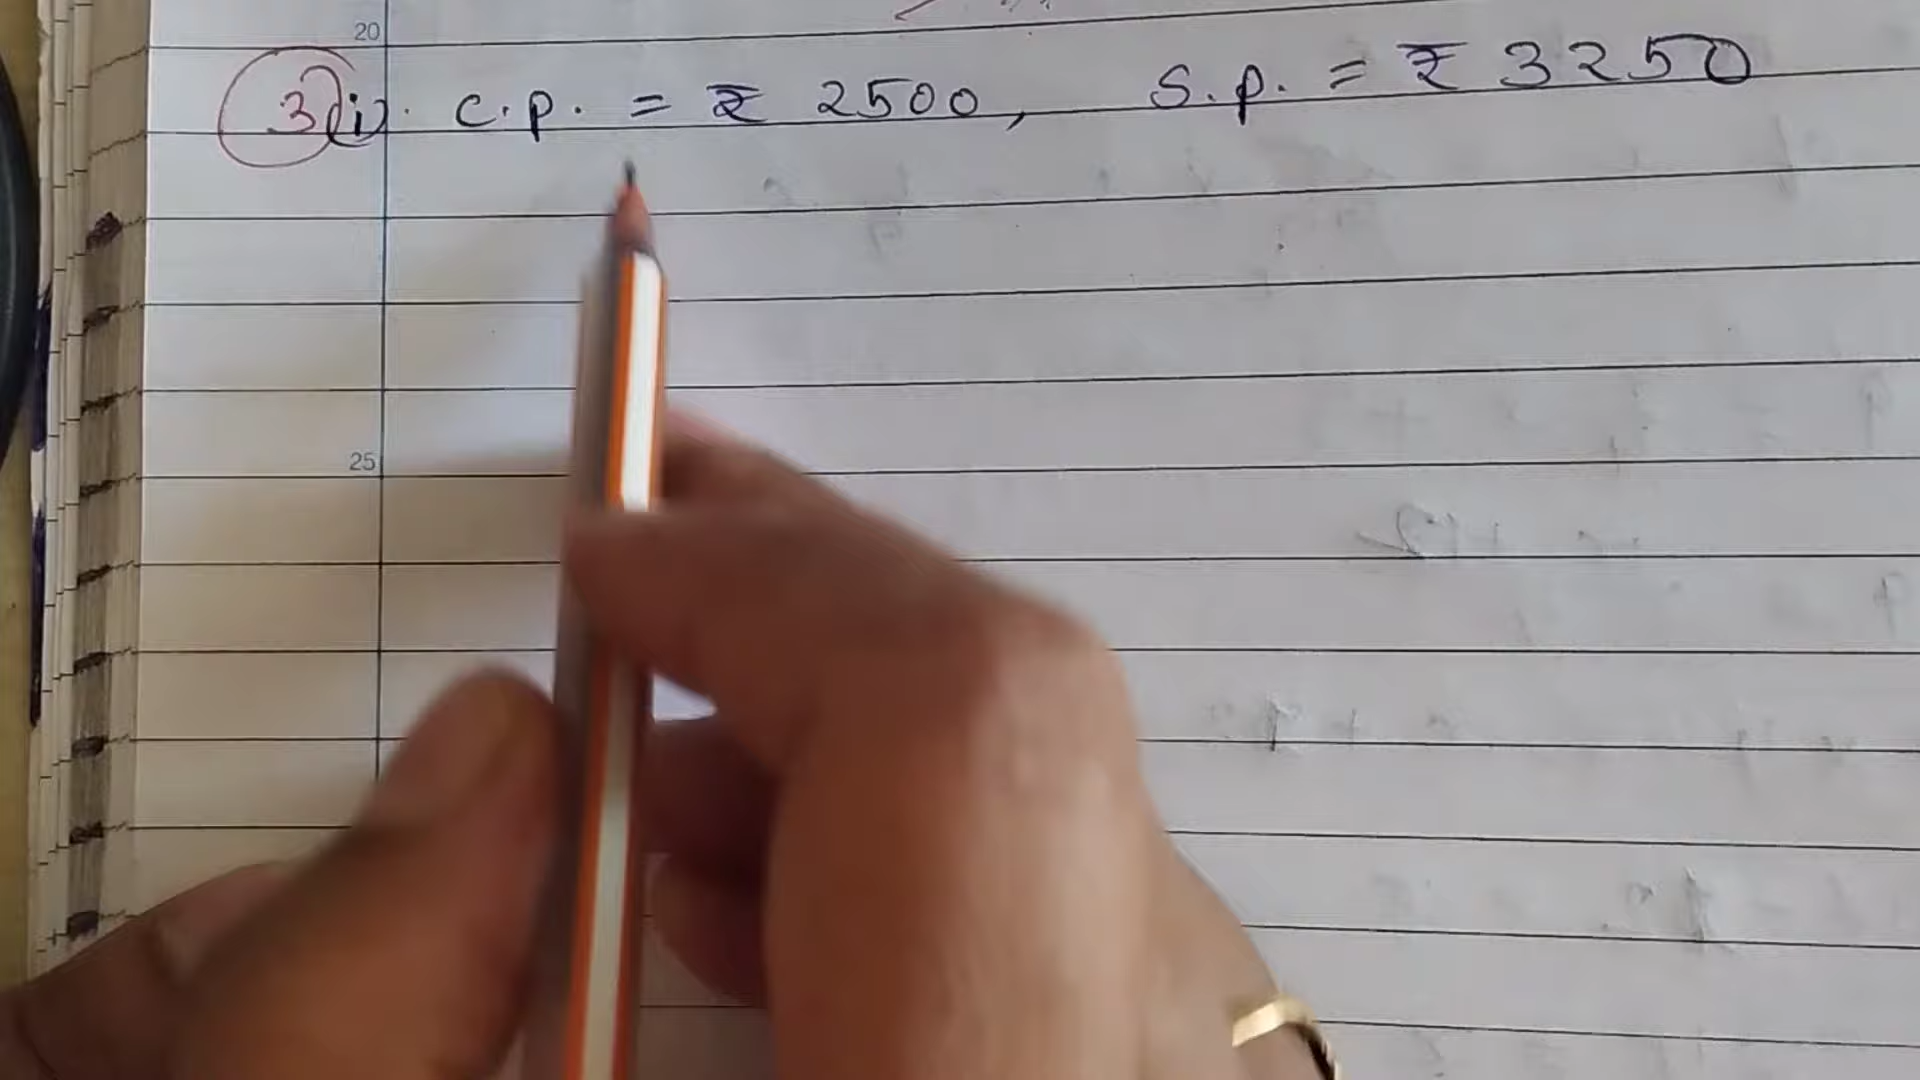 20
3(i). C.P. = ₹ 2500, S.P. = ₹ 3250
25